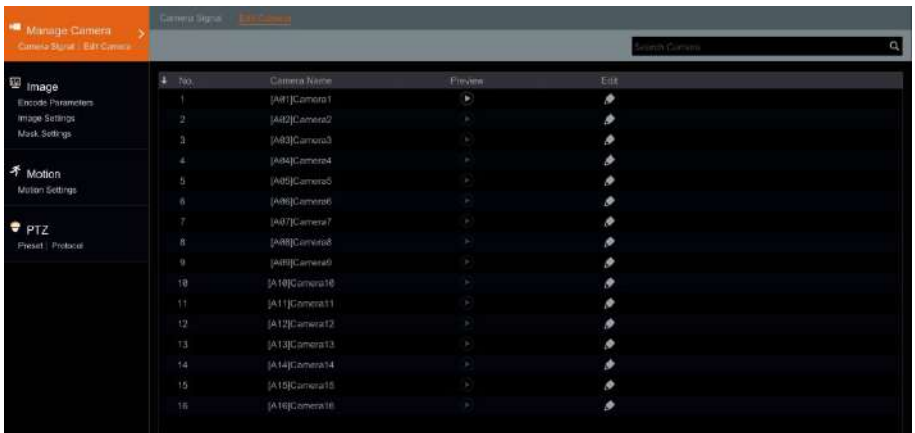 Manage Camera
Camera Signal | Edit Camera
Image
Encode Parameters
Image Settings
Mask Settings
Motion
Motion Settings
PTZ
Preset | Protocol
Camera Signal Edit Camera
Search Camera
No. Camera Name Preview Edit
1 [A01]Camera1
2 [A02]Camera2
3 [A03]Camera3
4 [A04]Camera4
5 [A05]Camera5
6 [A06]Camera6
7 [A07]Camera7
8 [A08]Camera8
9 [A09]Camera9
10 [A10]Camera10
11 [A11]Camera11
12 [A12]Camera12
13 [A13]Camera13
14 [A14]Camera14
15 [A15]Camera15
16 [A16]Camera16